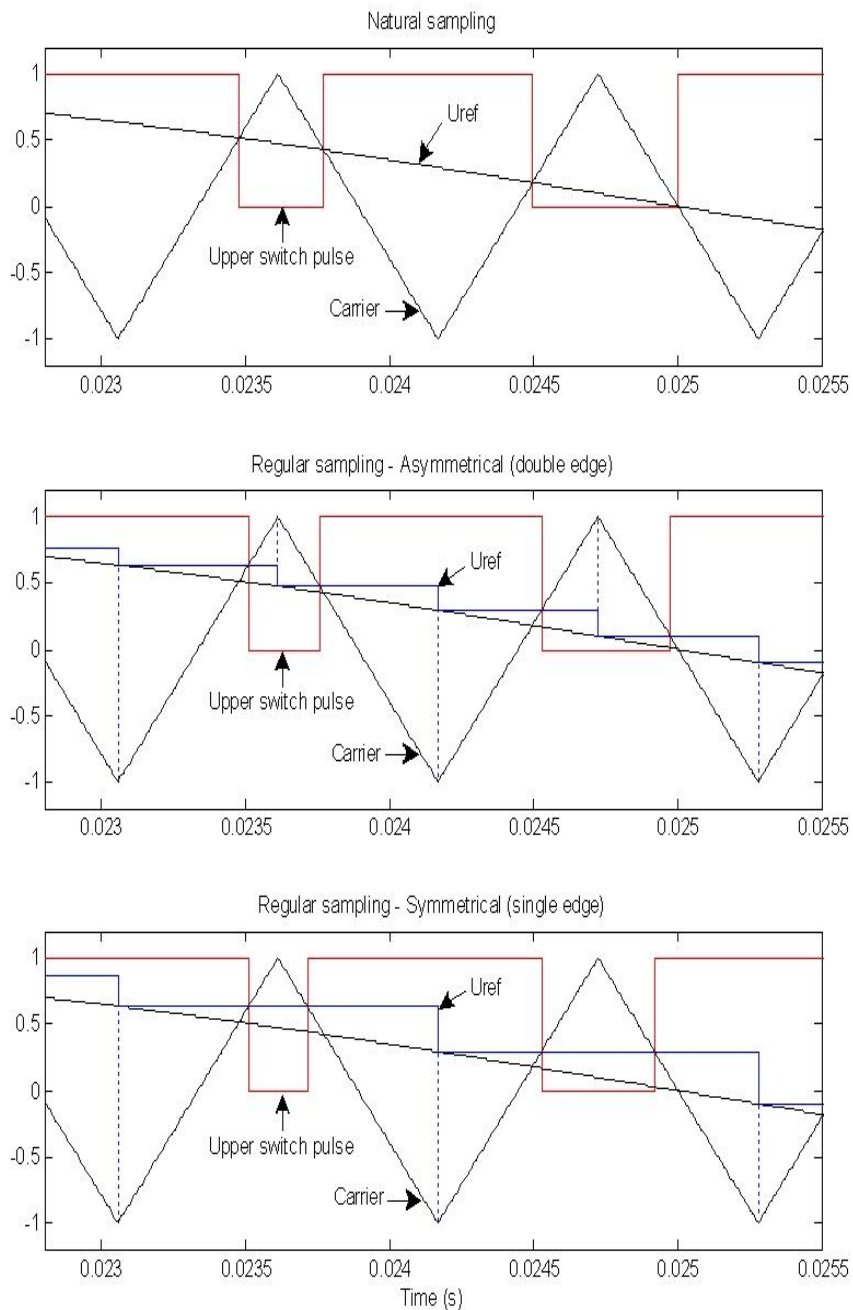 Natural sampling
1
0.5
0
-0.5
-1
Uref
Upper switch pulse
Carrier
0.023 0.0235 0.024 0.0245 0.025 0.0255
Regular sampling - Asymmetrical (double edge)
1
0.5
0
-0.5
-1
Uref
Upper switch pulse
Carrier
0.023 0.0235 0.024 0.0245 0.025 0.0255
Regular sampling - Symmetrical (single edge)
1
0.5
0
-0.5
-1
Uref
Upper switch pulse
Carrier
0.023 0.0235 0.024 0.0245 0.025 0.0255
Time (s)